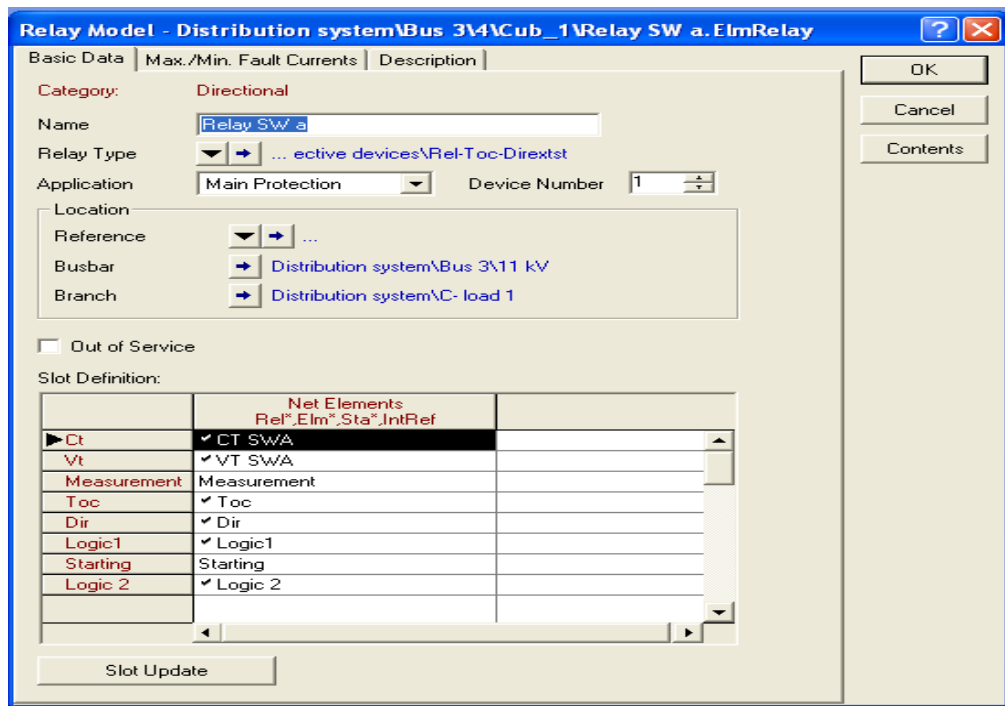 Relay Model - Distribution system\Bus 3\4\Cub_1\Relay SW a.ElmRelay
Basic Data Max./Min. Fault Currents Description
OK
Cancel
Contents
Category: Directional
Name Relay SW a
Relay Type ... ective devices\Rel-Toc-Dirextst
Application Main Protection Device Number 1
Location
Reference ...
Busbar Distribution system\Bus 3\11 kV
Branch Distribution system\C- load 1
Out of Service
Slot Definition:
Net Elements
Rel*,Elm*,Sta*,IntRef
Ct CT SWA
Vt VT SWA
Measurement Measurement
Toc Toc
Dir Dir
Logic1 Logic1
Starting Starting
Logic 2 Logic 2
Slot Update